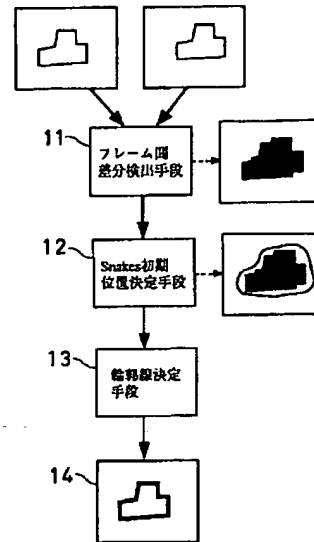 11
フレーム間
差分検出手段
12
Snakes初期
位置決定手段
13
輪郭線決定
手段
14